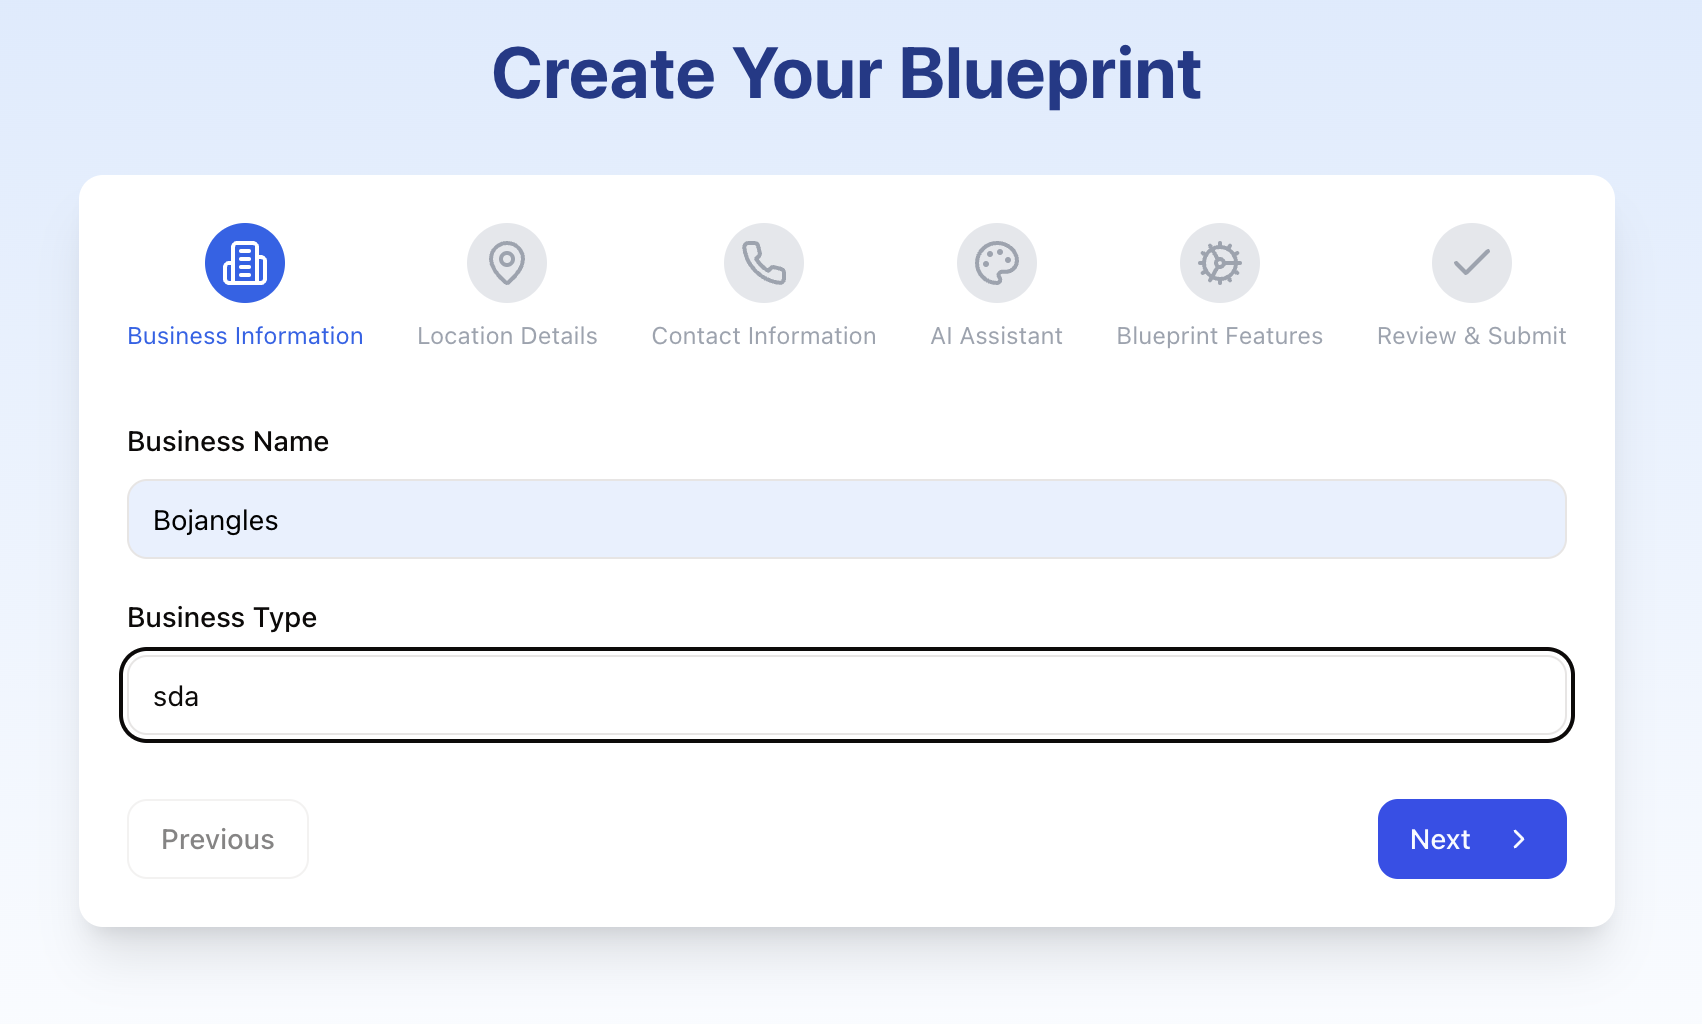 Create Your Blueprint
Business Information
Location Details
Contact Information
AI Assistant
Blueprint Features
Review & Submit
Business Name
Bojangles
Business Type
sda
Previous
Next